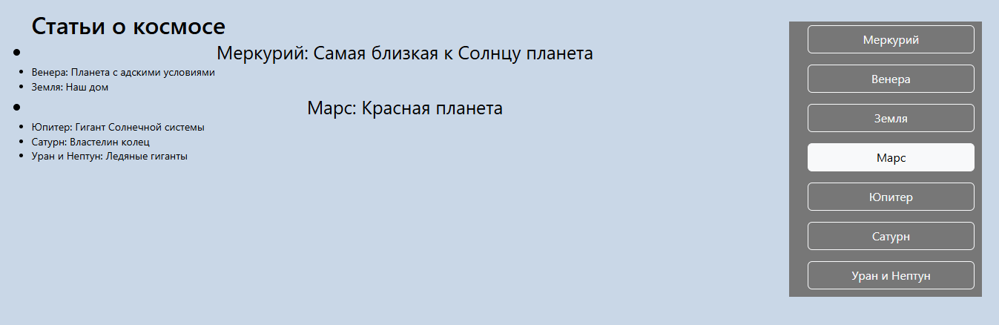 Статьи о космосе
Меркурий: Самая близкая к Солнцу планета
Венера: Планета с адскими условиями
Земля: Наш дом
Марс: Красная планета
Юпитер: Гигант Солнечной системы
Сатурн: Властелин колец
Уран и Нептун: Ледяные гиганты
Меркурий
Венера
Земля
Марс
Юпитер
Сатурн
Уран и Нептун